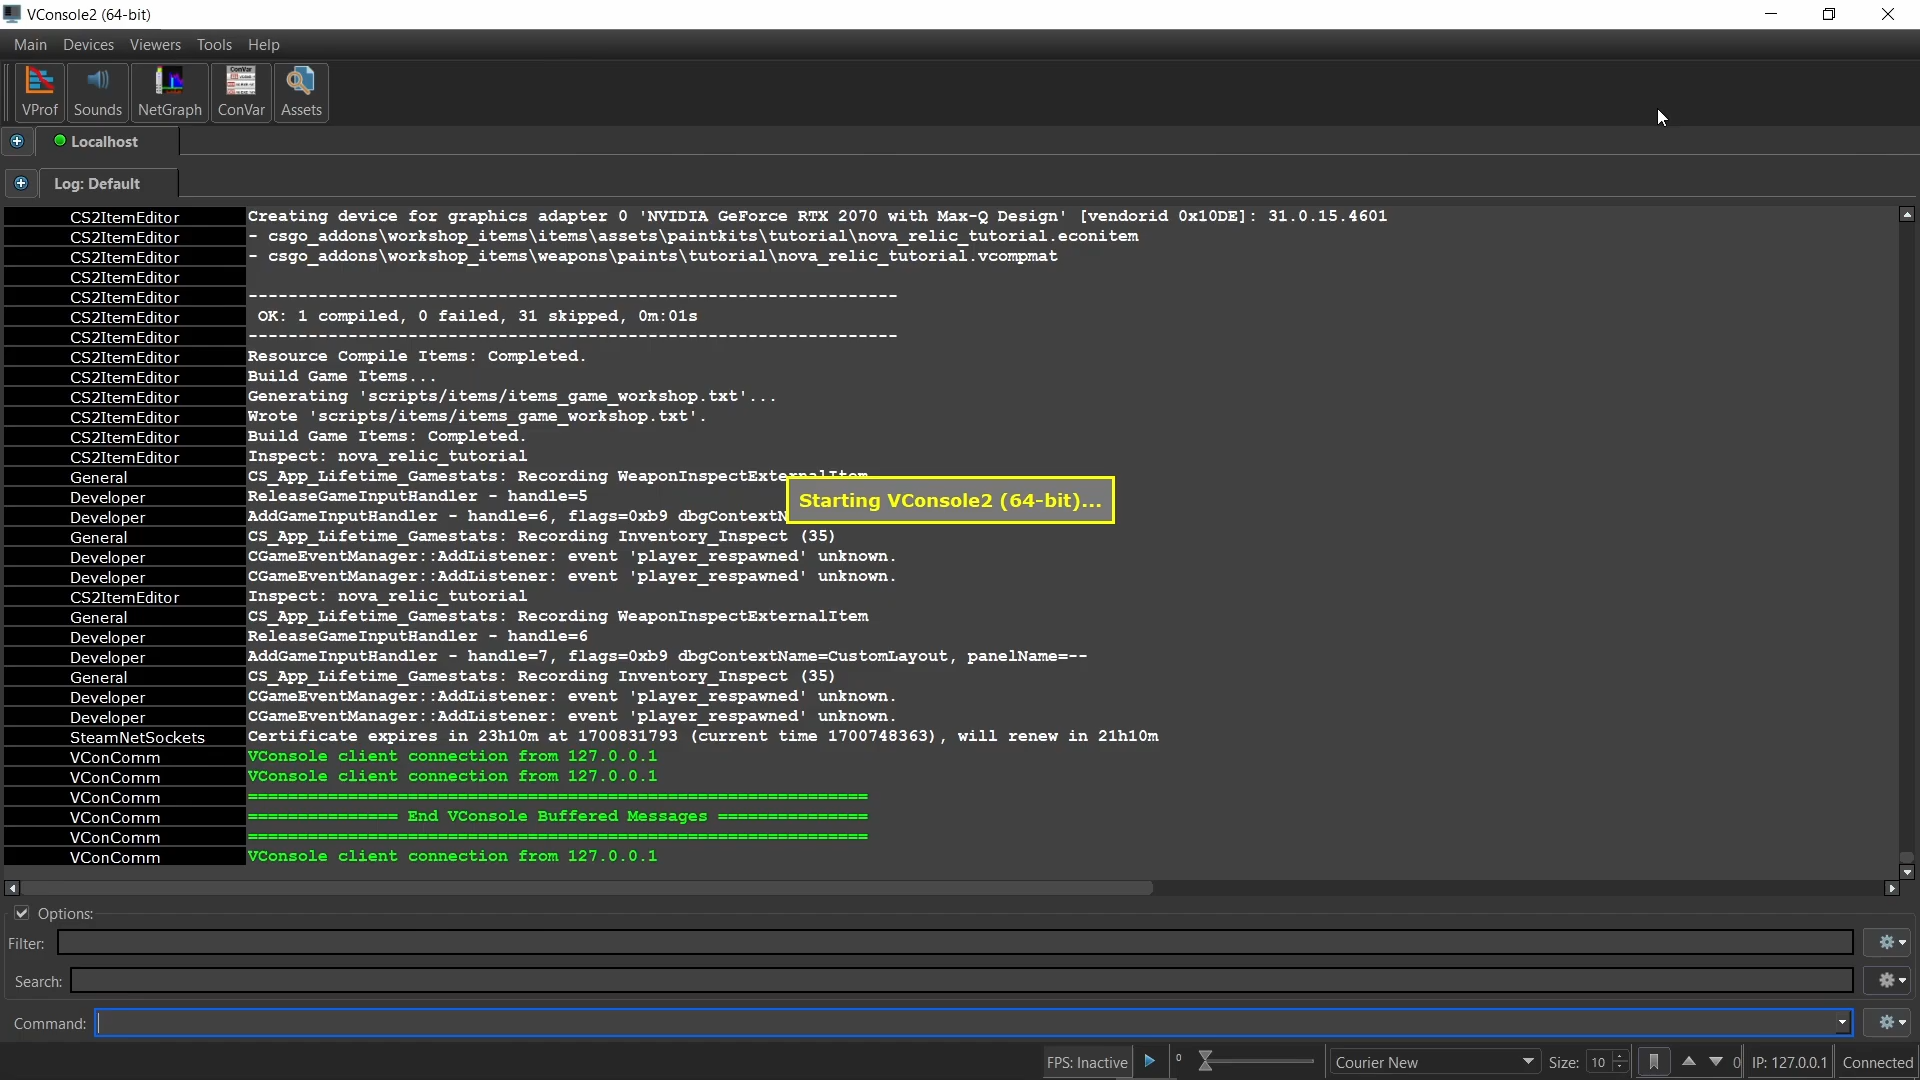 VConsole2 (64-bit)
Main Devices Viewers Tools Help
VProf Sounds NetGraph ConVar Assets
Localhost
Log: Default
CS2ItemEditor Creating device for graphics adapter 0 'NVIDIA GeForce RTX 2070 with Max-Q Design' [vendorid 0x10DE]: 31.0.15.4601
CS2ItemEditor - csgo_addons\workshop_items\items\assets\paintkits\tutorial\nova_relic_tutorial.econitem
CS2ItemEditor - csgo_addons\workshop_items\weapons\paints\tutorial\nova_relic_tutorial.vcompmat
CS2ItemEditor
CS2ItemEditor -----------------------------------------------------------------
CS2ItemEditor OK: 1 compiled, 0 failed, 31 skipped, 0m:01s
CS2ItemEditor -----------------------------------------------------------------
CS2ItemEditor Resource Compile Items: Completed.
CS2ItemEditor Build Game Items...
CS2ItemEditor Generating 'scripts/items/items_game_workshop.txt'...
CS2ItemEditor Wrote 'scripts/items/items_game_workshop.txt'.
CS2ItemEditor Build Game Items: Completed.
CS2ItemEditor Inspect: nova_relic_tutorial
General CS_App_Lifetime_Gamestats: Recording WeaponInspectExternalItem
Developer ReleaseGameInputHandler - handle=5
Starting VConsole2 (64-bit)...
Developer AddGameInputHandler - handle=6, flags=0xb9 dbgContextN
General CS_App_Lifetime_Gamestats: Recording Inventory_Inspect (35)
Developer CGameEventManager::AddListener: event 'player_respawned' unknown.
Developer CGameEventManager::AddListener: event 'player_respawned' unknown.
CS2ItemEditor Inspect: nova_relic_tutorial
General CS_App_Lifetime_Gamestats: Recording WeaponInspectExternalItem
Developer ReleaseGameInputHandler - handle=6
Developer AddGameInputHandler - handle=7, flags=0xb9 dbgContextName=CustomLayout, panelName=--
General CS_App_Lifetime_Gamestats: Recording Inventory_Inspect (35)
Developer CGameEventManager::AddListener: event 'player_respawned' unknown.
Developer CGameEventManager::AddListener: event 'player_respawned' unknown.
SteamNetSockets Certificate expires in 23h10m at 1700831793 (current time 1700748363), will renew in 21h10m
VConComm VConsole client connection from 127.0.0.1
VConComm VConsole client connection from 127.0.0.1
VConComm ==============================================================
VConComm =============== End VConsole Buffered Messages ===============
VConComm ==============================================================
VConComm VConsole client connection from 127.0.0.1
Options:
Filter:
Search:
Command:
FPS: Inactive 0 Courier New Size: 10 0 IP: 127.0.0.1 Connected